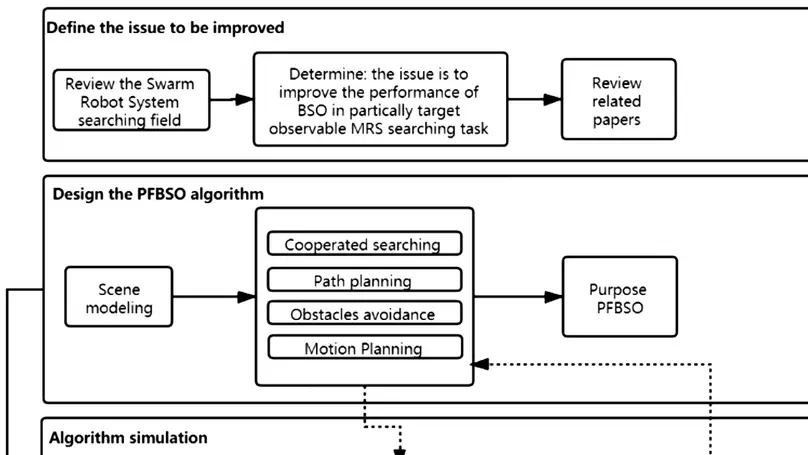 Define the issue to be improved
Review the Swarm
Robot System
searching field
Determine: the issue is to
improve the performance of
BSO in partically target
observable MRS searching task
Review
related
papers
Design the PFBSO algorithm
Scene
modeling
Cooperated searching
Path planning
Obstacles avoidance
Motion Planning
Purpose
PFBSO
Algorithm simulation